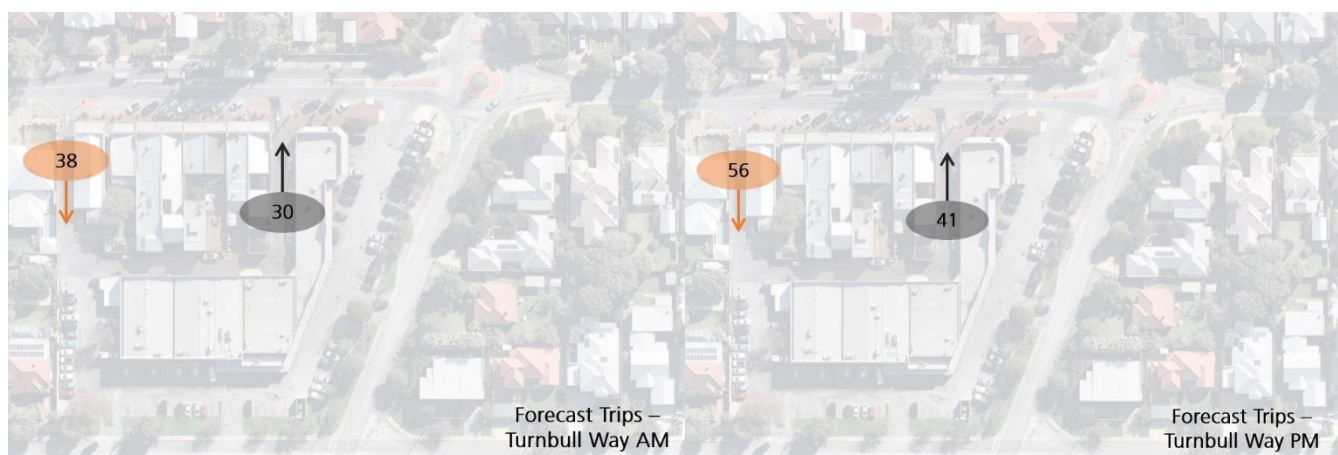 38
30
Forecast Trips –
Turnbull Way AM
56
41
Forecast Trips –
Turnbull Way PM